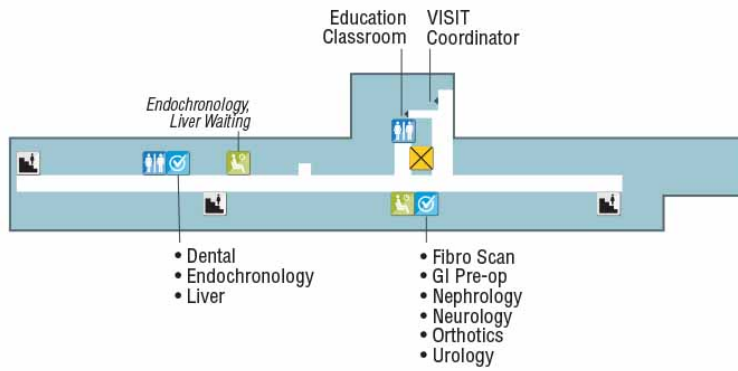 Education
Classroom
VISIT
Coordinator
Endochronology,
Liver Waiting
• Dental
• Endochronology
• Liver
• Fibro Scan
• GI Pre-op
• Nephrology
• Neurology
• Orthotics
• Urology